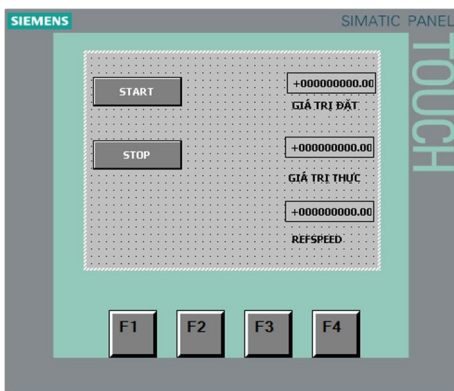 SIEMENS
SIMATIC PANEL
TOUCH
START
+000000000.00
GIÁ TRỊ ĐẶT
STOP
+000000000.00
GIÁ TRỊ THỰC
+000000000.00
REFSPEED
F1
F2
F3
F4